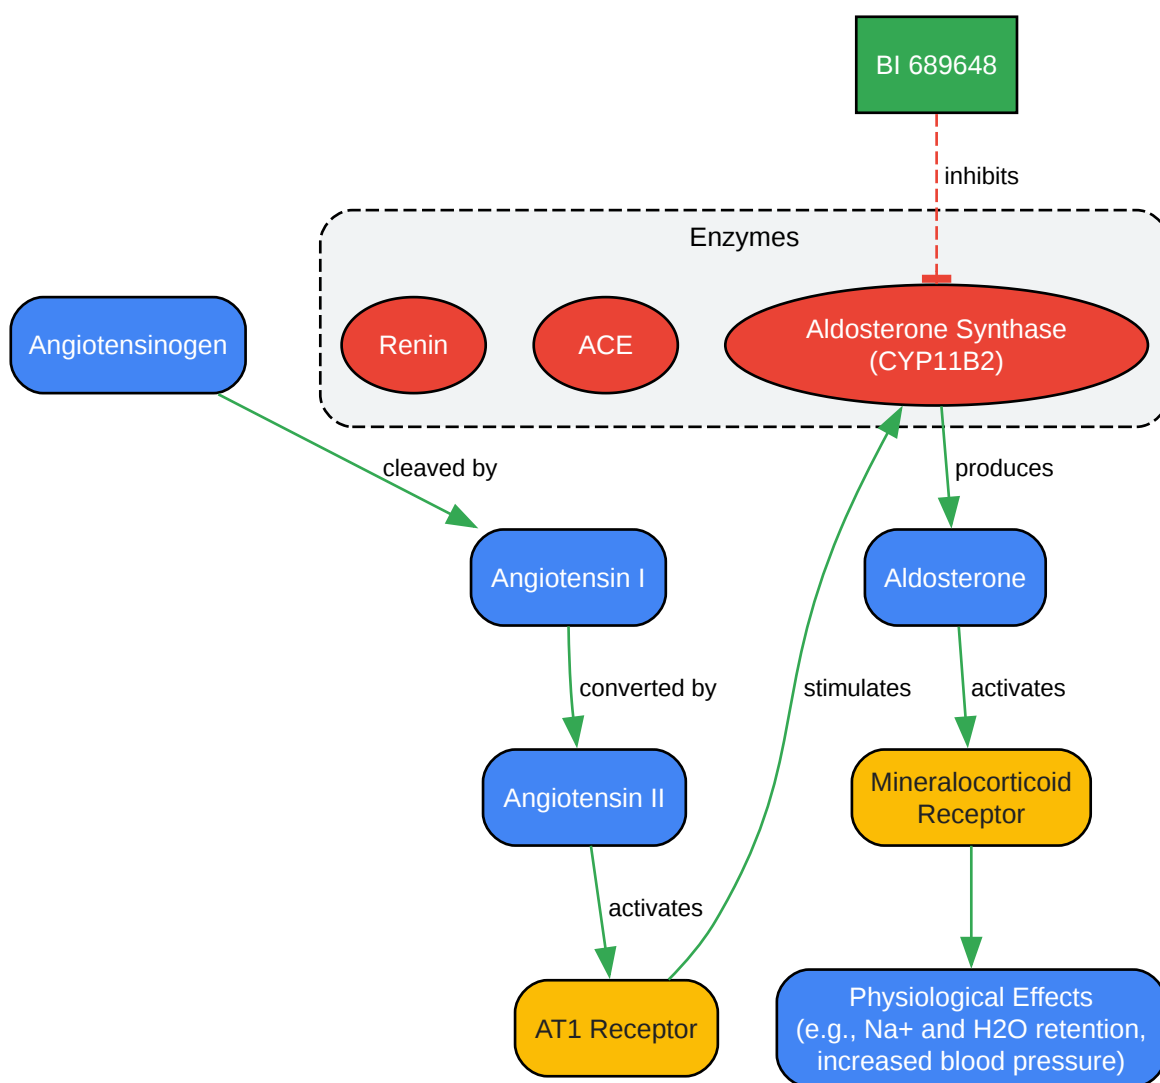 BI 689648
inhibits
Enzymes
Angiotensinogen
Renin
ACE
Aldosterone Synthase
(CYP11B2)
cleaved by
produces
Angiotensin I
Aldosterone
converted by
stimulates
activates
Angiotensin II
Mineralocorticoid
Receptor
activates
AT1 Receptor
Physiological Effects
(e.g., Na+ and H2O retention,
increased blood pressure)